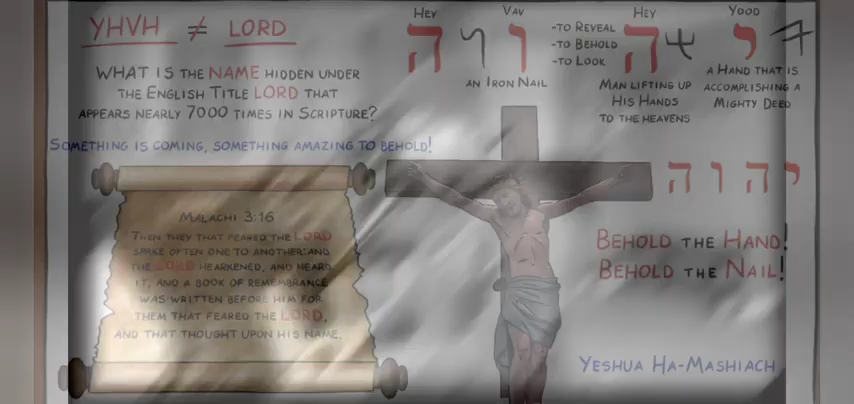 YHVH ≠ LORD
WHAT IS THE NAME HIDDEN UNDER
THE ENGLISH TITLE LORD THAT
APPEARS NEARLY 7000 TIMES IN SCRIPTURE?
SOMETHING IS COMING, SOMETHING AMAZING TO BEHOLD!
MALACHI 3:16
THEN THEY THAT FEARED THE LORD
SPAKE OFTEN ONE TO ANOTHER: AND
THE LORD HEARKENED, AND HEARD
IT, AND A BOOK OF REMEMBRANCE
WAS WRITTEN BEFORE HIM FOR
THEM THAT FEARED THE LORD,
AND THAT THOUGHT UPON HIS NAME.
HEY
ה
VAV
ו
AN IRON NAIL
-TO REVEAL
-TO BEHOLD
-TO LOOK
HEY
ה
MAN LIFTING UP
HIS HANDS
TO THE HEAVENS
YOOD
י
A HAND THAT IS
ACCOMPLISHING A
MIGHTY DEED
יהוה
BEHOLD THE HAND!
BEHOLD THE NAIL!
YESHUA HA-MASHIACH